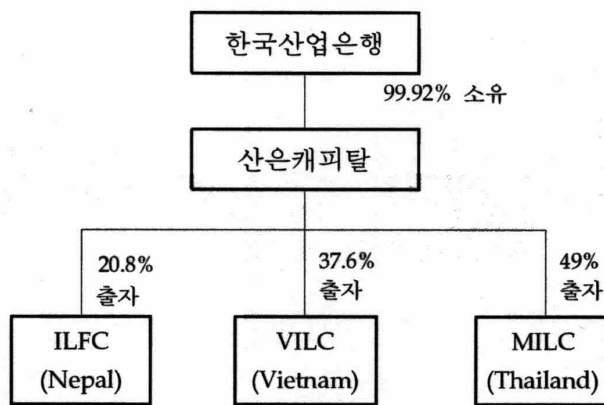 한국산업은행
99.92% 소유
산은캐피탈
20.8%
출자
37.6%
출자
49%
출자
ILFC
(Nepal)
VILC
(Vietnam)
MILC
(Thailand)